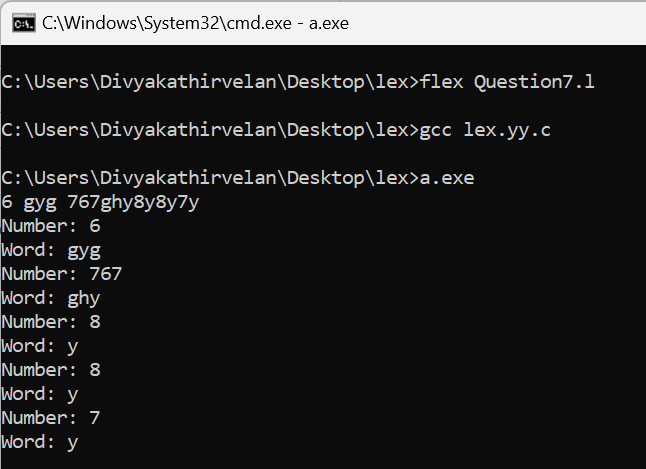 C:\Windows\System32\cmd.exe - a.exe
C:\Users\Divyakathirvelan\Desktop\lex>flex Question7.l
C:\Users\Divyakathirvelan\Desktop\lex>gcc lex.yy.c
C:\Users\Divyakathirvelan\Desktop\lex>a.exe
6 gyg 767ghy8y8y7y
Number: 6
Word: gyg
Number: 767
Word: ghy
Number: 8
Word: y
Number: 8
Word: y
Number: 7
Word: y